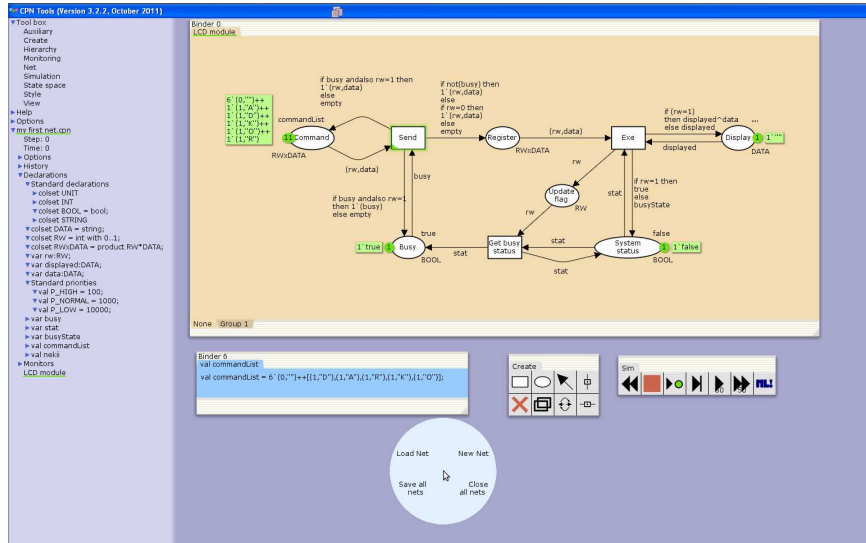 CPN Tools (Version 3.2.2, October 2011)
Tool box
Auxiliary
Create
Hierarchy
Monitoring
Net
Simulation
State space
Style
View
Help
Options
my first net.cpn
Step: 0
Time: 0
Options
History
Declarations
Standard declarations
colset UNIT
colset INT
colset BOOL = bool;
colset STRING
colset DATA = string;
colset RW = int with 0..1;
colset RWxDATA = product RW*DATA;
var rw:RW;
var displayed:DATA;
var data:DATA;
Standard priorities
val P_HIGH = 100;
val P_NORMAL = 1000;
val P_LOW = 10000;
var busy
var stat
var busyState
val commandList
val nekii
Monitors
LCD module
Binder 0
LCD module
6`(0,"")++
1`(1,"A")++
1`(1,"D")++
1`(1,"K")++
1`(1,"O")++
1`(1,"R")
commandList
11
Command
RWxDATA
if busy andalso rw=1 then
1`(rw,data)
else
empty
(rw,data)
Send
if not(busy) then
1`(rw,data)
else
if rw=0 then
1`(rw,data)
else
empty
Register
RWxDATA
(rw,data)
Exe
if (rw=1)
then displayed^data
else displayed
displayed
...
Display
1
1`""
DATA
busy
if busy andalso rw=1
then 1`(busy)
else empty
rw
Update
flag
RW
rw
stat
if rw=1 then
true
else
busyState
true
1`true
1
Busy
BOOL
stat
Get busy
status
stat
stat
false
System
status
1
1`false
BOOL
None
Group 1
Binder 6
val commandList
val commandList = 6`(0,"")++[(1,"D"),(1,"A"),(1,"R"),(1,"K"),(1,"O")];
Create
Sim
50
ML!
Load Net
New Net
Save all
nets
Close
all nets